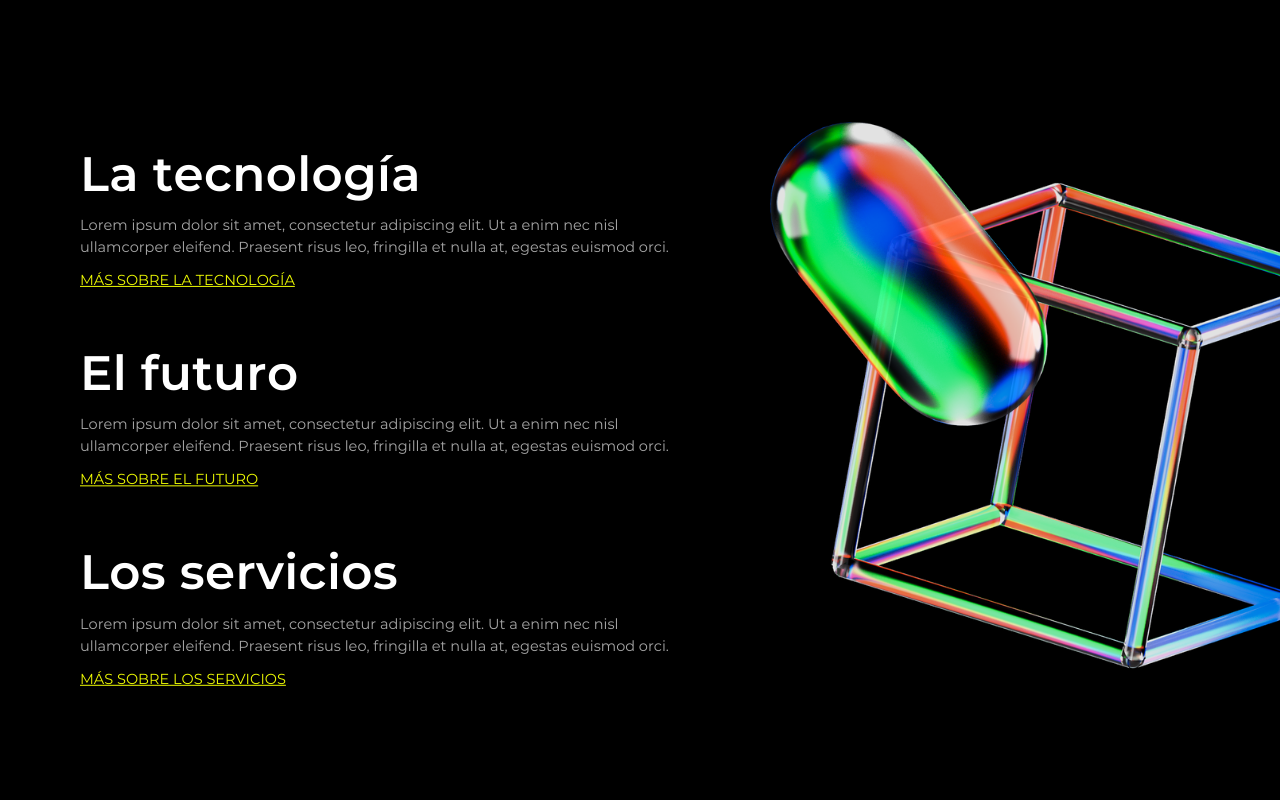 La tecnología
Lorem ipsum dolor sit amet, consectetur adipiscing elit. Ut a enim nec nisl
ullamcorper eleifend. Praesent risus leo, fringilla et nulla at, egestas euismod orci.
MÁS SOBRE LA TECNOLOGÍA
El futuro
Lorem ipsum dolor sit amet, consectetur adipiscing elit. Ut a enim nec nisl
ullamcorper eleifend. Praesent risus leo, fringilla et nulla at, egestas euismod orci.
MÁS SOBRE EL FUTURO
Los servicios
Lorem ipsum dolor sit amet, consectetur adipiscing elit. Ut a enim nec nisl
ullamcorper eleifend. Praesent risus leo, fringilla et nulla at, egestas euismod orci.
MÁS SOBRE LOS SERVICIOS